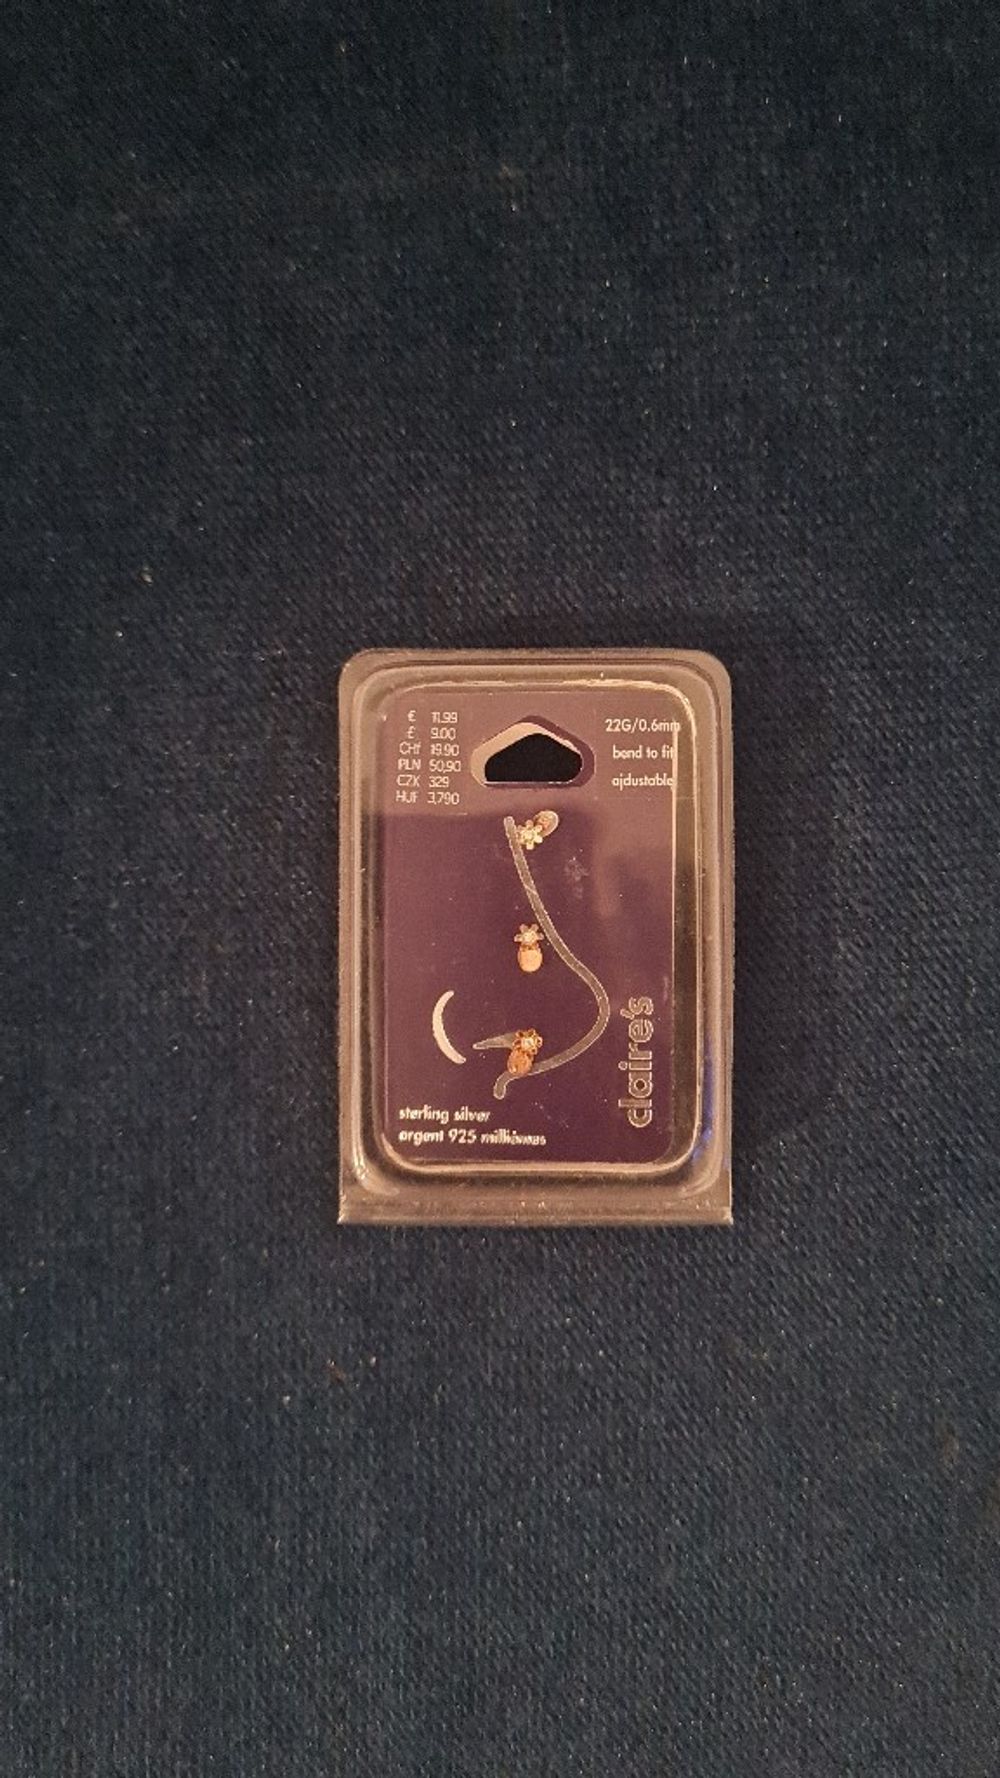 € 11.99
£ 9.00
CHf 19.90
PLN 50,90
CZK 329
HUF 3,790
22G/0.6mm
bend to fit
ajdustable
claire's
sterling silver
argent 925 millièmes